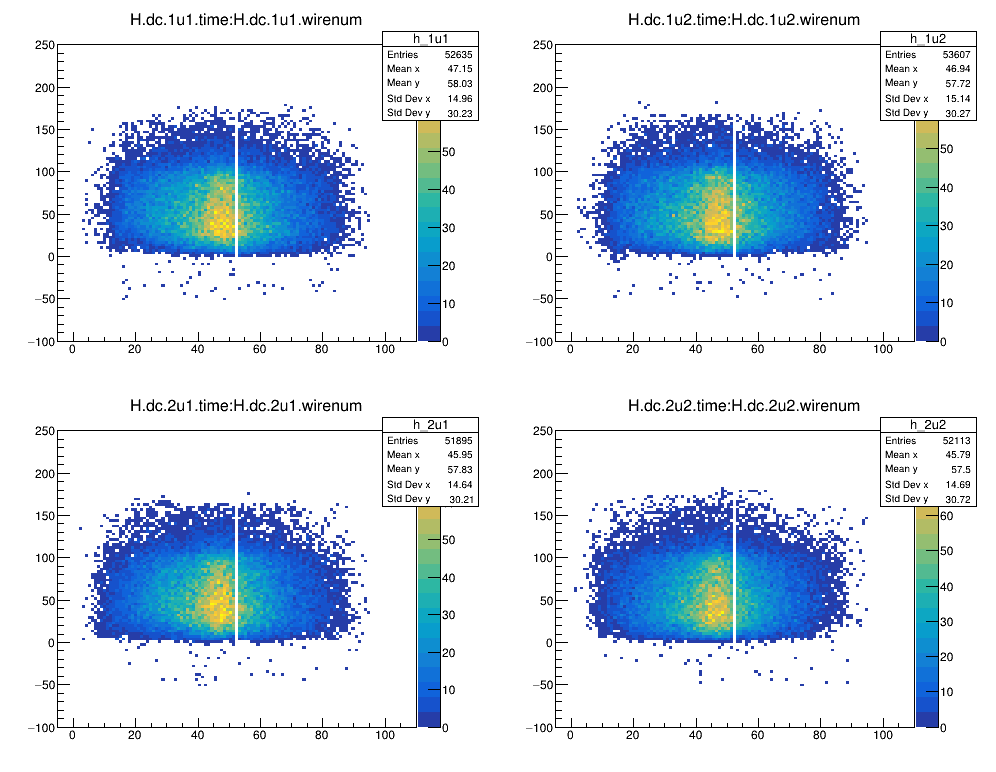 H.dc.1u1.time:H.dc.1u1.wirenum
h_1u1
Entries 52635
Mean x 47.15
Mean y 58.03
Std Dev x 14.96
Std Dev y 30.23
250
200
150
100
50
0
−50
−100
0 20 40 60 80 100
50
40
30
20
10
0
H.dc.1u2.time:H.dc.1u2.wirenum
h_1u2
Entries 53607
Mean x 46.94
Mean y 57.72
Std Dev x 15.14
Std Dev y 30.27
250
200
150
100
50
0
−50
−100
0 20 40 60 80 100
50
40
30
20
10
0
H.dc.2u1.time:H.dc.2u1.wirenum
h_2u1
Entries 51895
Mean x 45.95
Mean y 57.83
Std Dev x 14.64
Std Dev y 30.21
250
200
150
100
50
0
−50
−100
0 20 40 60 80 100
50
40
30
20
10
0
H.dc.2u2.time:H.dc.2u2.wirenum
h_2u2
Entries 52113
Mean x 45.79
Mean y 57.5
Std Dev x 14.69
Std Dev y 30.72
250
200
150
100
50
0
−50
−100
0 20 40 60 80 100
60
50
40
30
20
10
0